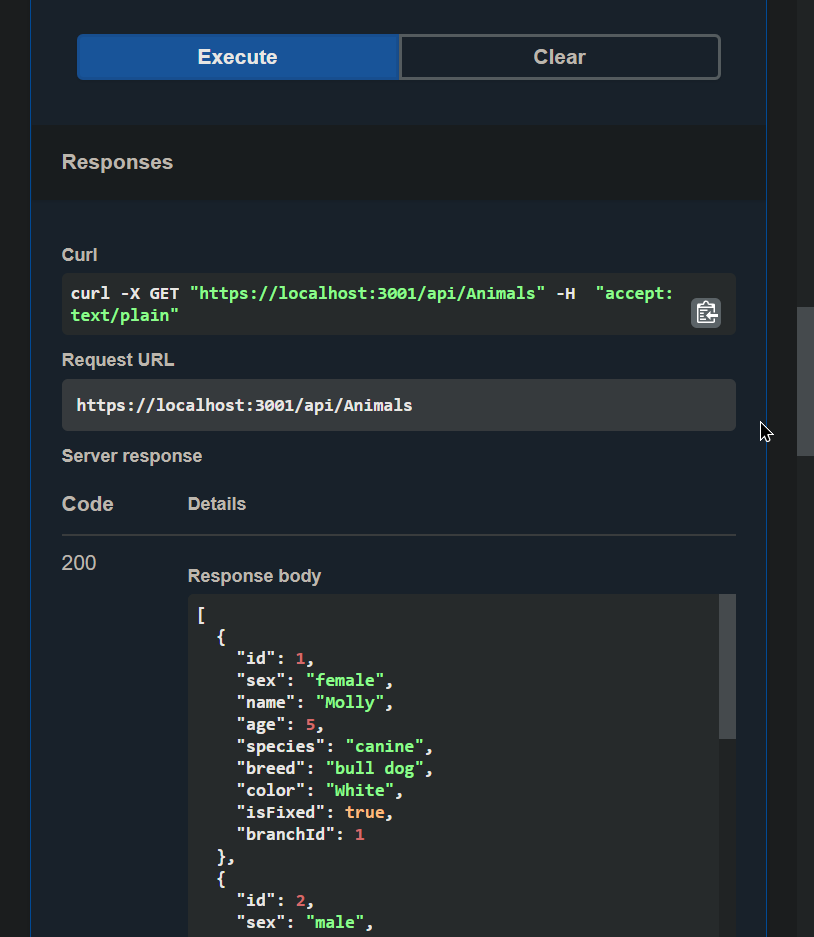 Execute
Clear
Responses
Curl
curl -X GET "https://localhost:3001/api/Animals" -H  "accept:
text/plain"
Request URL
https://localhost:3001/api/Animals
Server response
Code
Details
200
Response body
[
  {
    "id": 1,
    "sex": "female",
    "name": "Molly",
    "age": 5,
    "species": "canine",
    "breed": "bull dog",
    "color": "White",
    "isFixed": true,
    "branchId": 1
  },
  {
    "id": 2,
    "sex": "male",